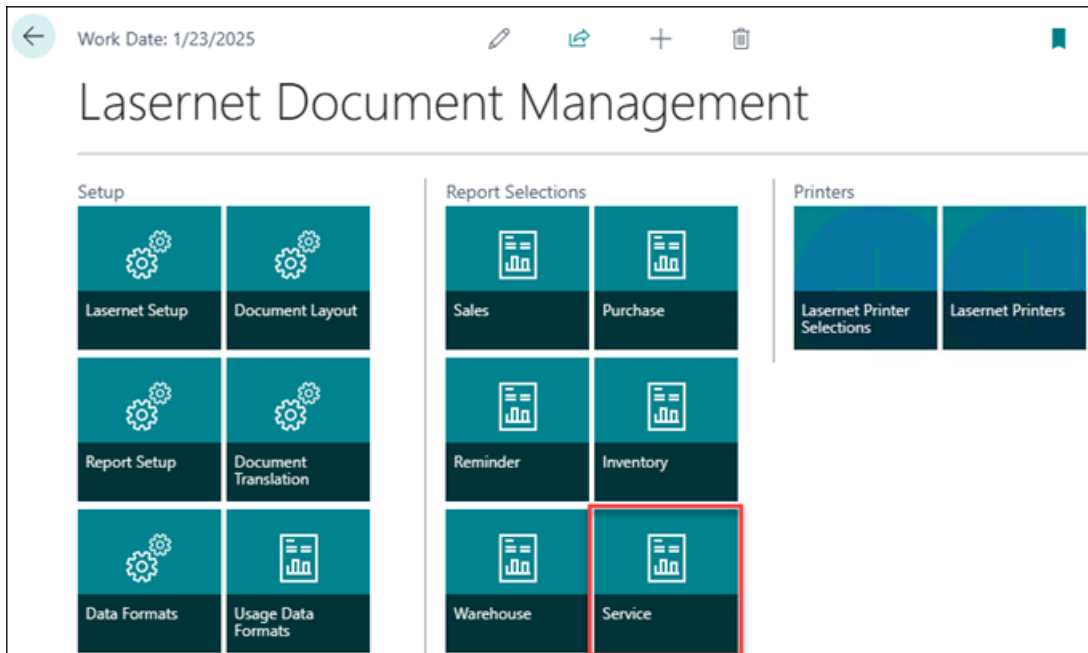 Work Date: 1/23/2025
Lasernet Document Management
Setup
Lasernet Setup
Document Layout
Report Setup
Document
Translation
Data Formats
Usage Data
Formats
Report Selections
Sales
Purchase
Reminder
Inventory
Warehouse
Service
Printers
Lasernet Printer
Selections
Lasernet Printers